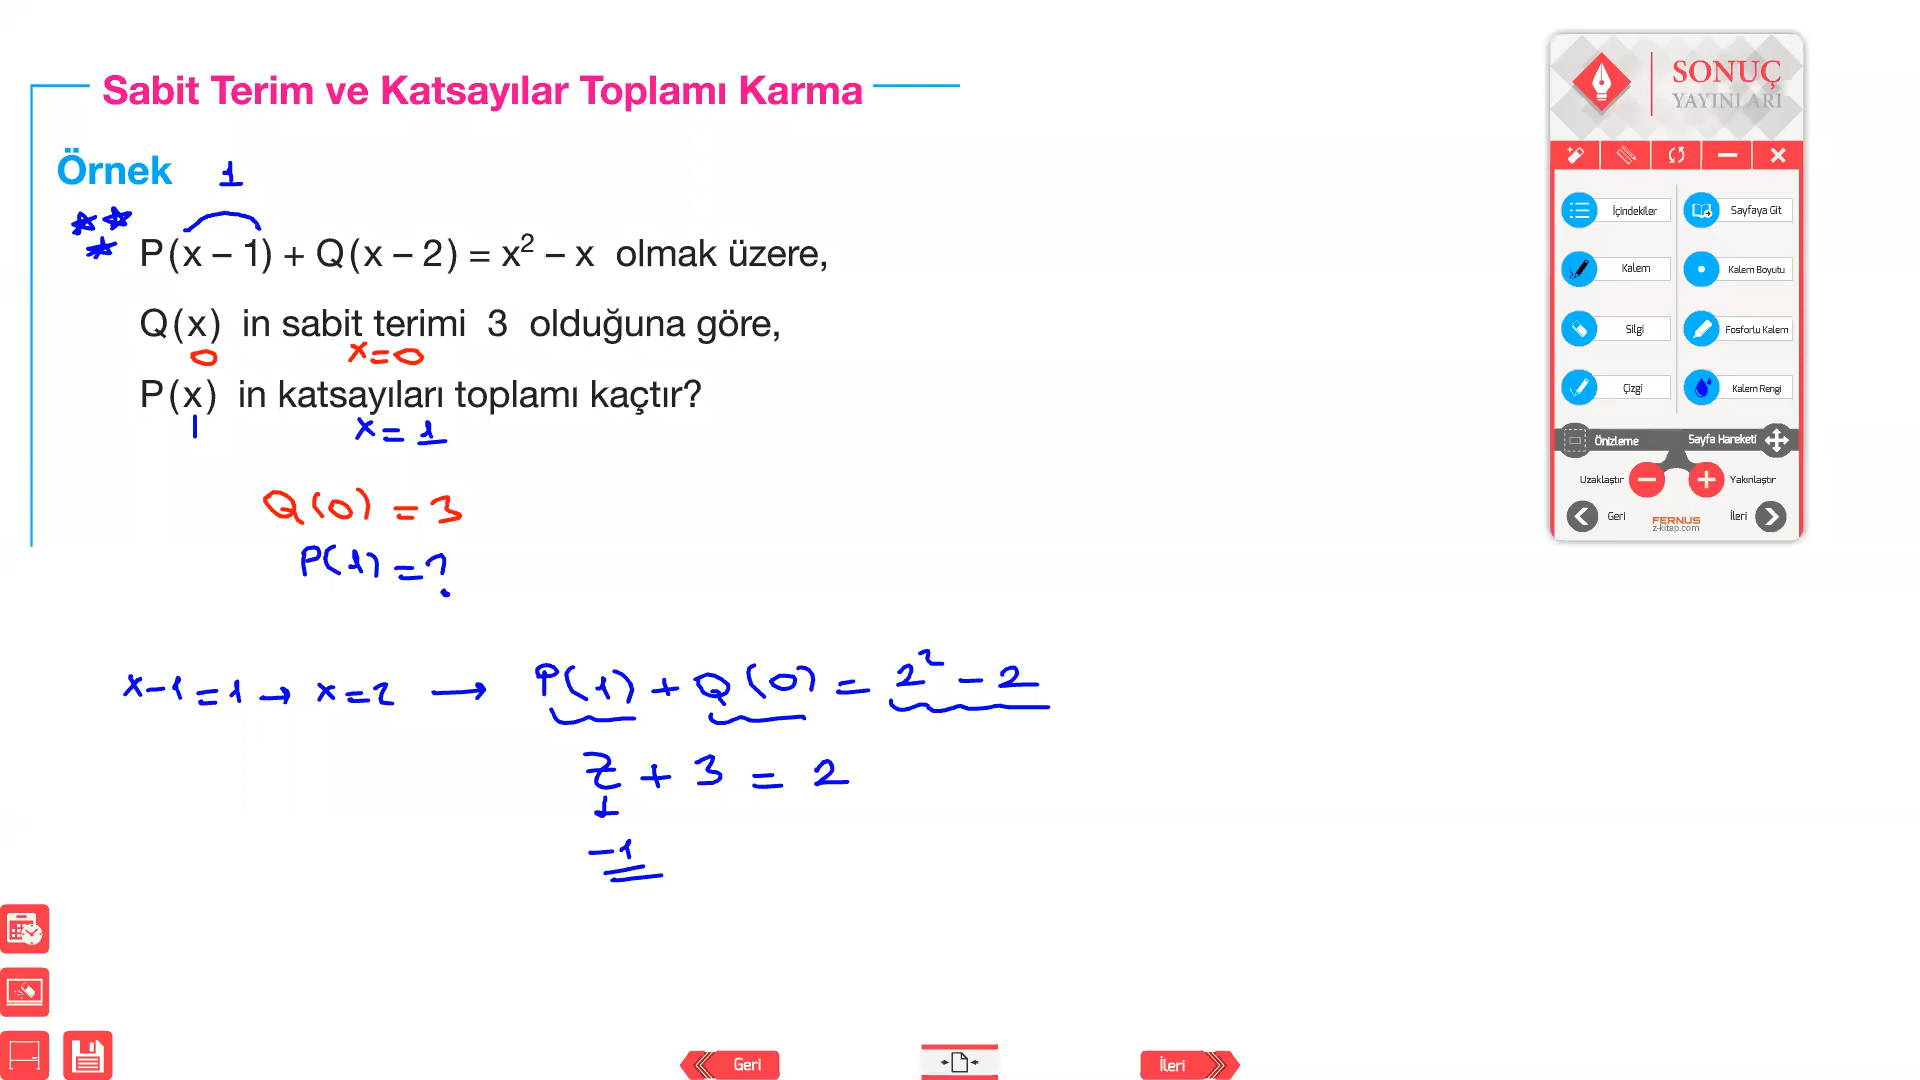 Sabit Terim ve Katsayılar Toplamı Karma
Örnek
1
P(x – 1) + Q(x – 2) = x² – x olmak üzere,
Q(x) in sabit terimi 3 olduğuna göre,
0 x=0
P(x) in katsayıları toplamı kaçtır?
1 x=1
Q(0) = 3
P(1) = ?
x-1=1 → x=2 → P(1) + Q(0) = 2² - 2
z + 3 = 2
-1
SONUÇ
YAYINLARI
İçindekiler
Sayfaya Git
Kalem
Kalem Boyutu
Silgi
Fosforlu Kalem
Çizgi
Kalem Rengi
Önizleme
Sayfa Hareketi
Uzaklaştır
Yakınlaştır
Geri
FERNUS
z-kitap.com
İleri
Geri
İleri